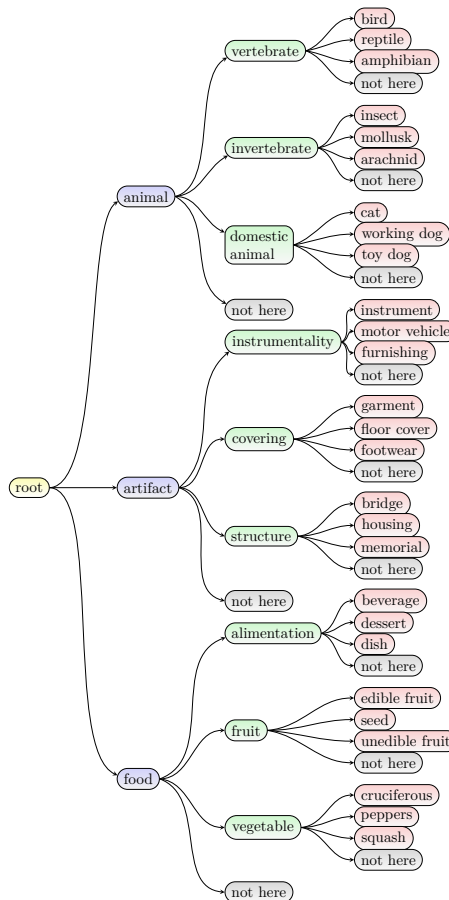 bird
reptile
vertebrate
amphibian
not here
insect
mollusk
invertebrate
arachnid
not here
animal
cat
working dog
domestic
animal
toy dog
not here
not here
instrument
motor vehicle
instrumentality
furnishing
not here
garment
floor cover
covering
footwear
not here
root
artifact
bridge
housing
structure
memorial
not here
not here
beverage
dessert
alimentation
dish
not here
edible fruit
seed
fruit
unedible fruit
not here
food
cruciferous
peppers
vegetable
squash
not here
not here